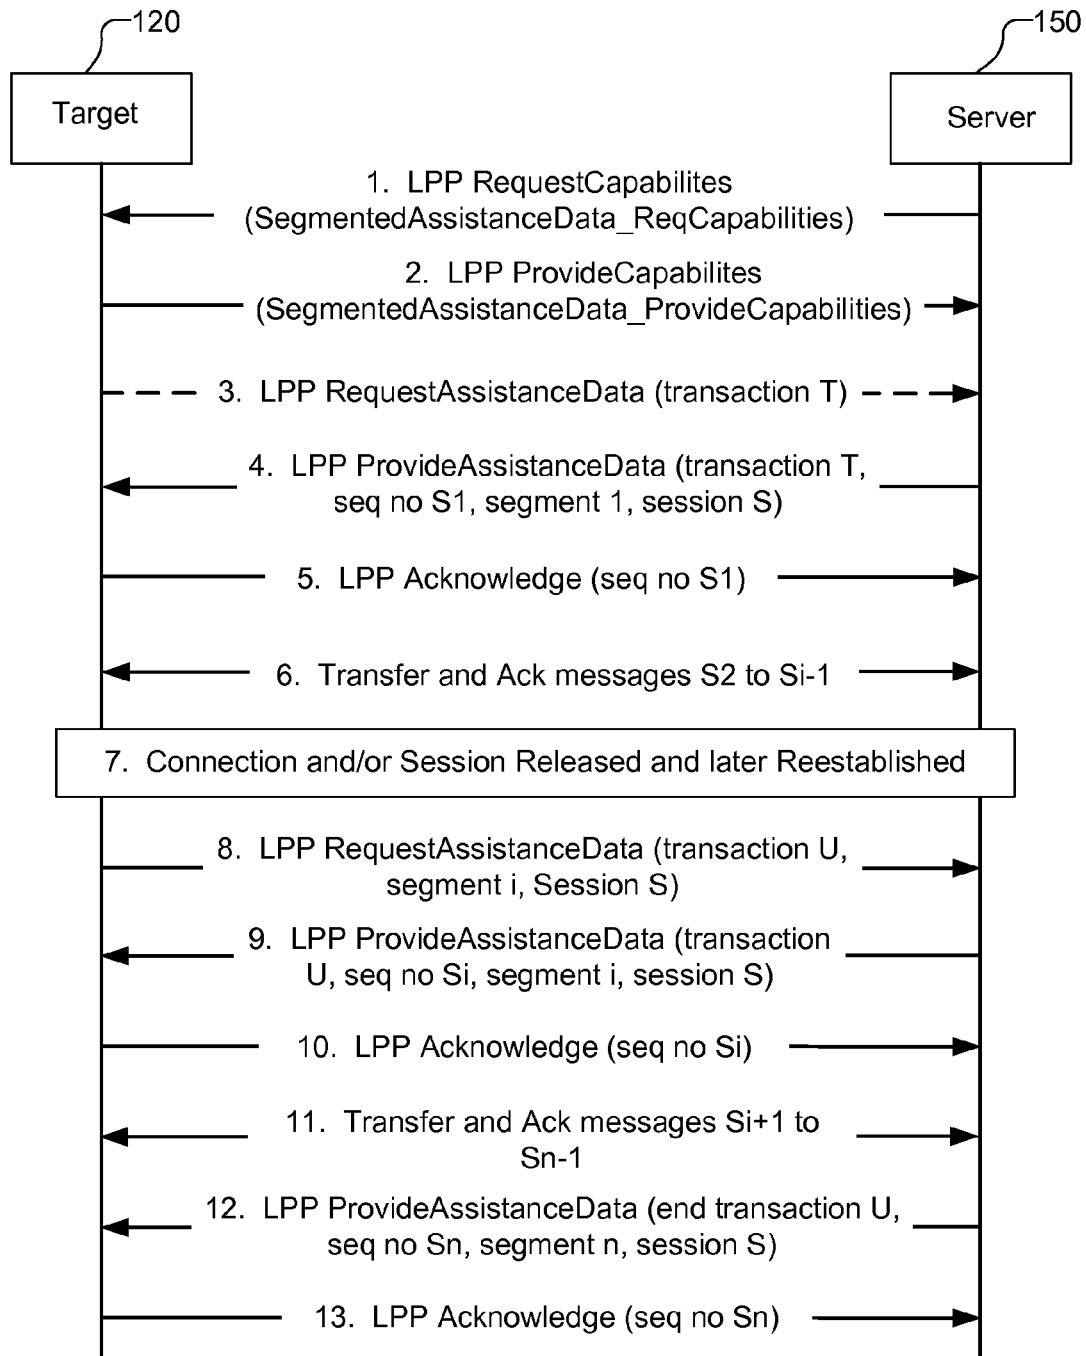 120
150
Target
Server
1. LPP RequestCapabilites
(SegmentedAssistanceData_ReqCapabilities)
2. LPP ProvideCapabilites
(SegmentedAssistanceData_ProvideCapabilities)
3. LPP RequestAssistanceData (transaction T)
4. LPP ProvideAssistanceData (transaction T,
seq no S1, segment 1, session S)
5. LPP Acknowledge (seq no S1)
6. Transfer and Ack messages S2 to Si-1
7. Connection and/or Session Released and later Reestablished
8. LPP RequestAssistanceData (transaction U,
segment i, Session S)
9. LPP ProvideAssistanceData (transaction
U, seq no Si, segment i, session S)
10. LPP Acknowledge (seq no Si)
11. Transfer and Ack messages Si+1 to
Sn-1
12. LPP ProvideAssistanceData (end transaction U,
seq no Sn, segment n, session S)
13. LPP Acknowledge (seq no Sn)